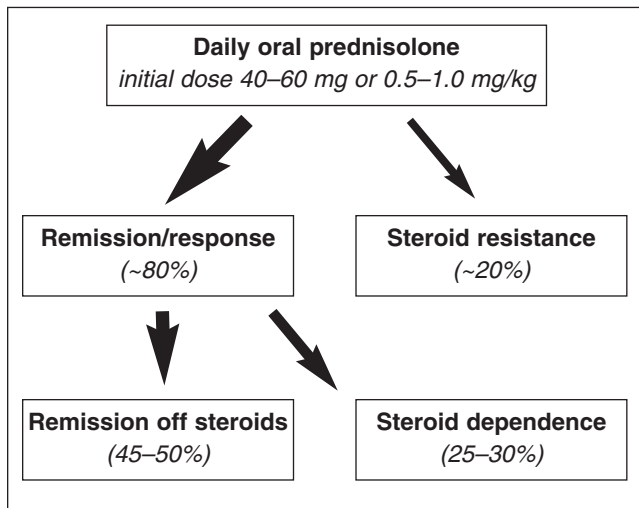 Daily oral prednisolone
initial dose 40–60 mg or 0.5–1.0 mg/kg
Remission/response
(~80%)
Steroid resistance
(~20%)
Remission off steroids
(45–50%)
Steroid dependence
(25–30%)